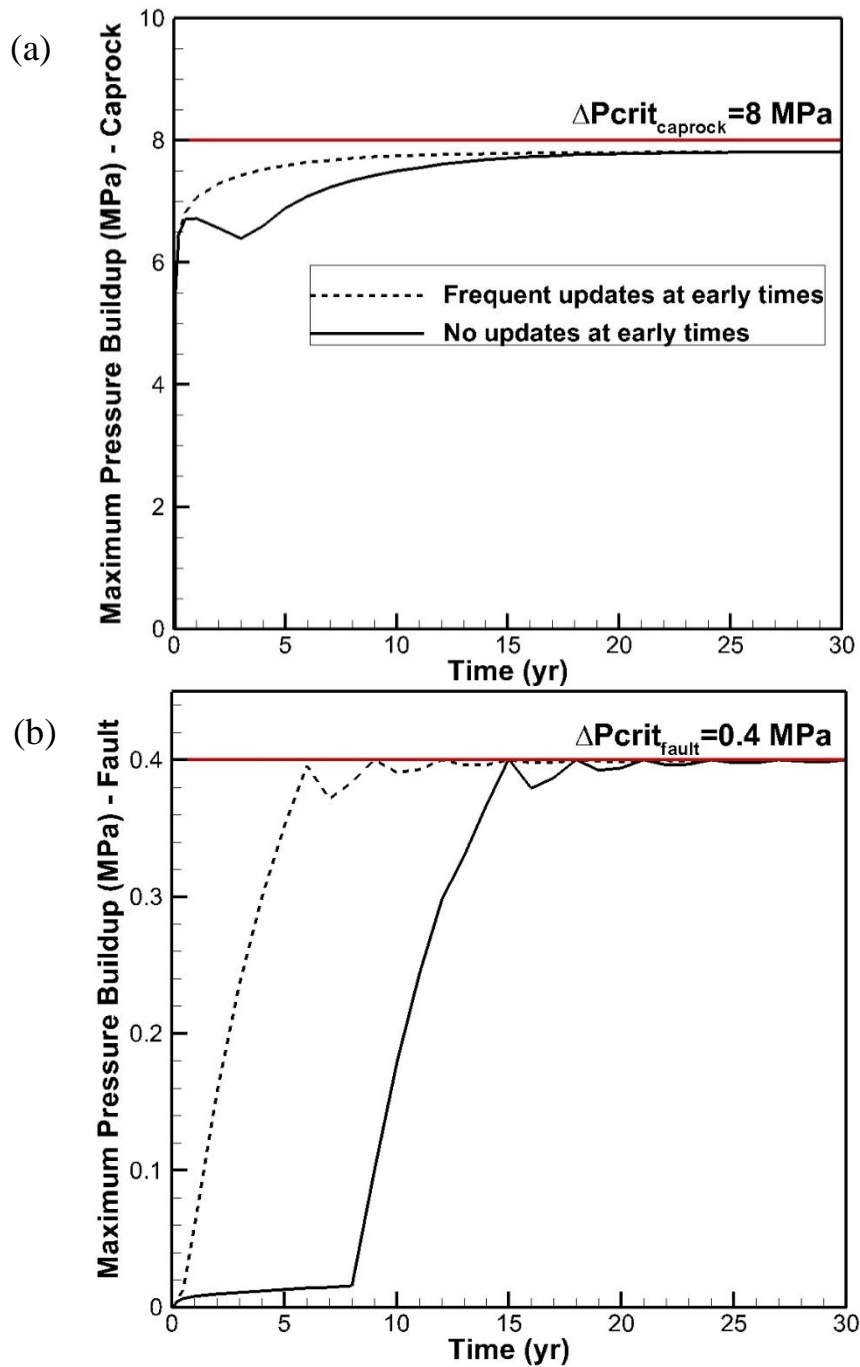 (a)
Maximum Pressure Buildup (MPa) - Caprock
10
8
6
4
2
0
ΔPcrit_caprock=8 MPa
Frequent updates at early times
No updates at early times
0 5 10 15 20 25 30
Time (yr)
(b)
Maximum Pressure Buildup (MPa) - Fault
0.4
0.3
0.2
0.1
0
ΔPcrit_fault=0.4 MPa
0 5 10 15 20 25 30
Time (yr)